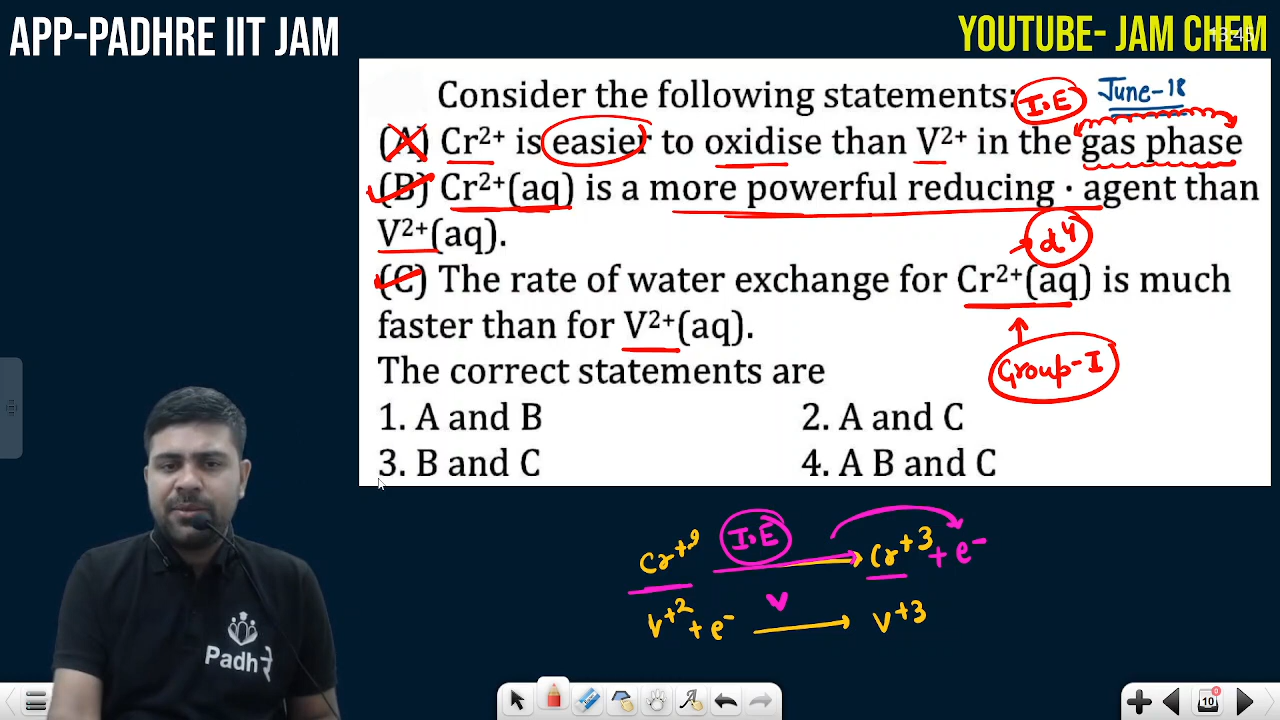 APP-PADHRE IIT JAM
YOUTUBE- JAM CHEM
Consider the following statements:
I.E
June-18
(A) Cr²⁺ is easier to oxidise than V²⁺ in the gas phase
(B) Cr²⁺(aq) is a more powerful reducing · agent than
V²⁺(aq).
d⁴
(C) The rate of water exchange for Cr²⁺(aq) is much
faster than for V²⁺(aq).
Group-I
The correct statements are
1. A and B
2. A and C
3. B and C
4. A B and C
I.E
Cr⁺² → Cr⁺³ + e⁻
V
V⁺² + e⁻ → V⁺³
Padhरे
10